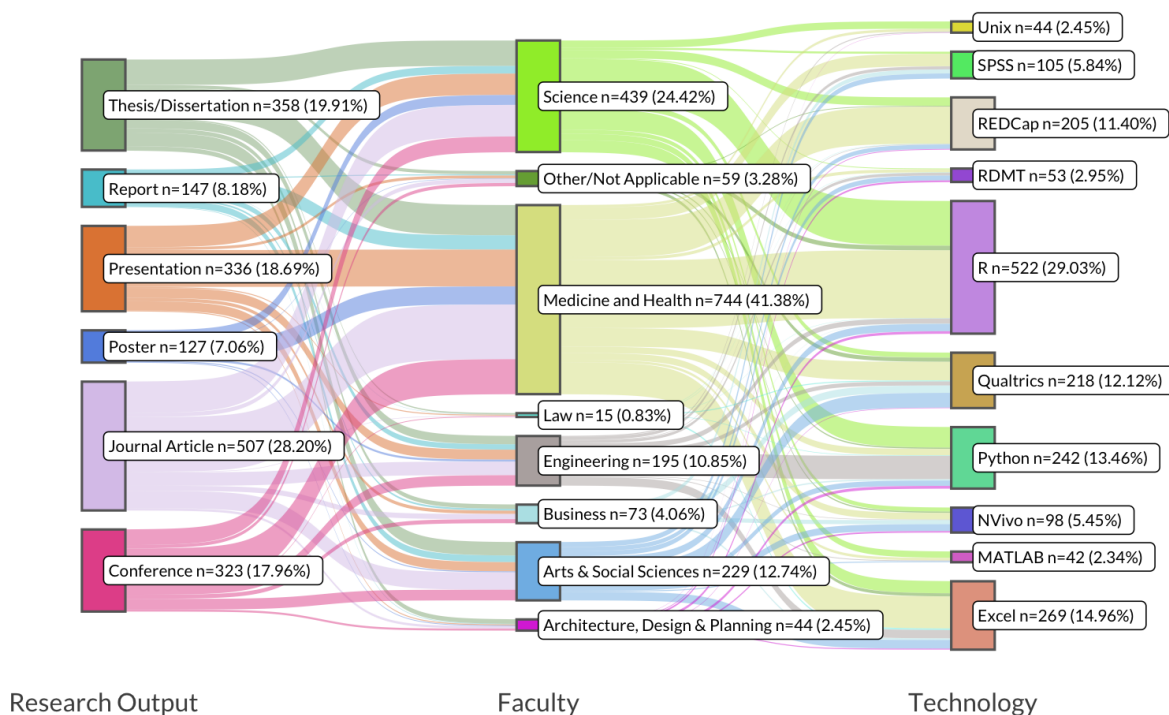 Thesis/Dissertation n=358 (19.91%)
Report n=147 (8.18%)
Presentation n=336 (18.69%)
Poster n=127 (7.06%)
Journal Article n=507 (28.20%)
Conference n=323 (17.96%)
Science n=439 (24.42%)
Other/Not Applicable n=59 (3.28%)
Medicine and Health n=744 (41.38%)
Law n=15 (0.83%)
Engineering n=195 (10.85%)
Business n=73 (4.06%)
Arts & Social Sciences n=229 (12.74%)
Architecture, Design & Planning n=44 (2.45%)
Unix n=44 (2.45%)
SPSS n=105 (5.84%)
REDCap n=205 (11.40%)
RDMT n=53 (2.95%)
R n=522 (29.03%)
Qualtrics n=218 (12.12%)
Python n=242 (13.46%)
NVivo n=98 (5.45%)
MATLAB n=42 (2.34%)
Excel n=269 (14.96%)
Research Output
Faculty
Technology